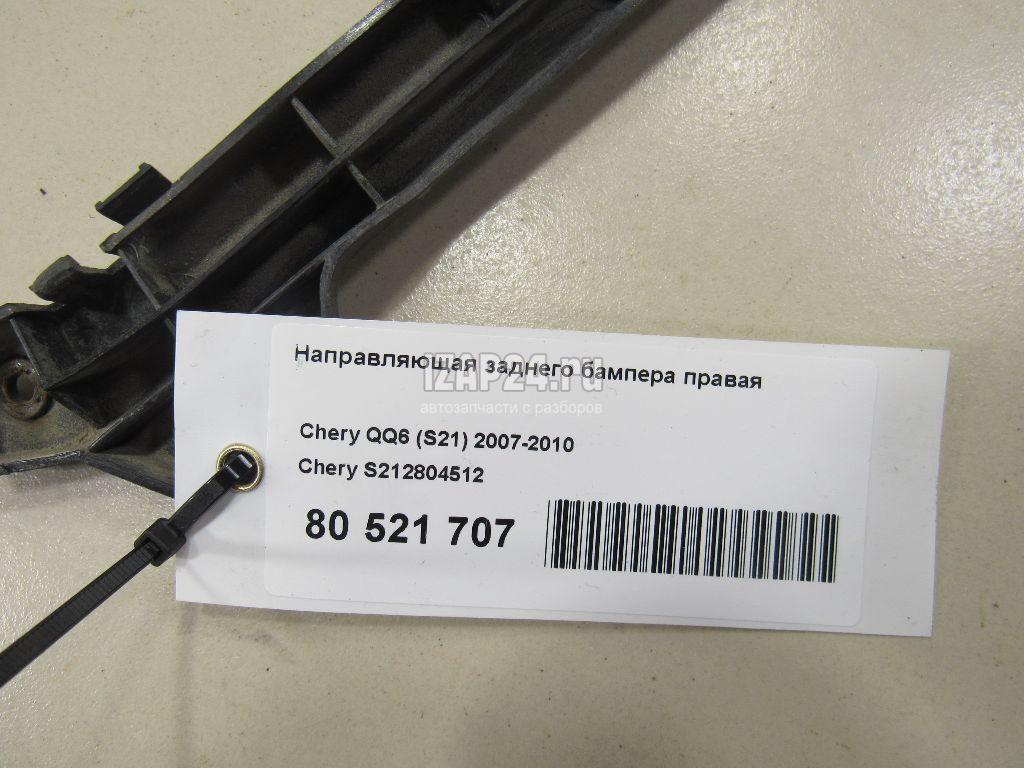 Направляющая заднего бампера правая
IZAP24.ru
автозапчасти с разборов
Chery QQ6 (S21) 2007-2010
Chery S212804512
80 521 707